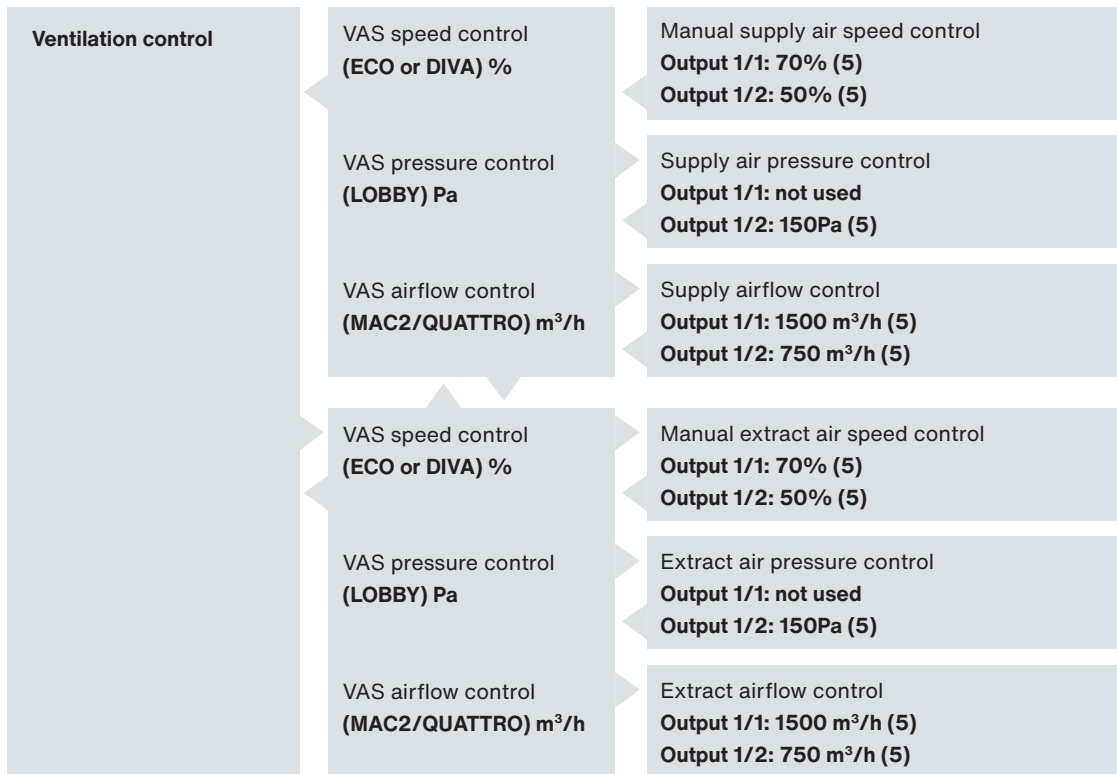 Ventilation control
VAS speed control
(ECO or DIVA) %
Manual supply air speed control
Output 1/1: 70% (5)
Output 1/2: 50% (5)
VAS pressure control
(LOBBY) Pa
Supply air pressure control
Output 1/1: not used
Output 1/2: 150Pa (5)
VAS airflow control
(MAC2/QUATTRO) m³/h
Supply airflow control
Output 1/1: 1500 m³/h (5)
Output 1/2: 750 m³/h (5)
VAS speed control
(ECO or DIVA) %
Manual extract air speed control
Output 1/1: 70% (5)
Output 1/2: 50% (5)
VAS pressure control
(LOBBY) Pa
Extract air pressure control
Output 1/1: not used
Output 1/2: 150Pa (5)
VAS airflow control
(MAC2/QUATTRO) m³/h
Extract airflow control
Output 1/1: 1500 m³/h (5)
Output 1/2: 750 m³/h (5)